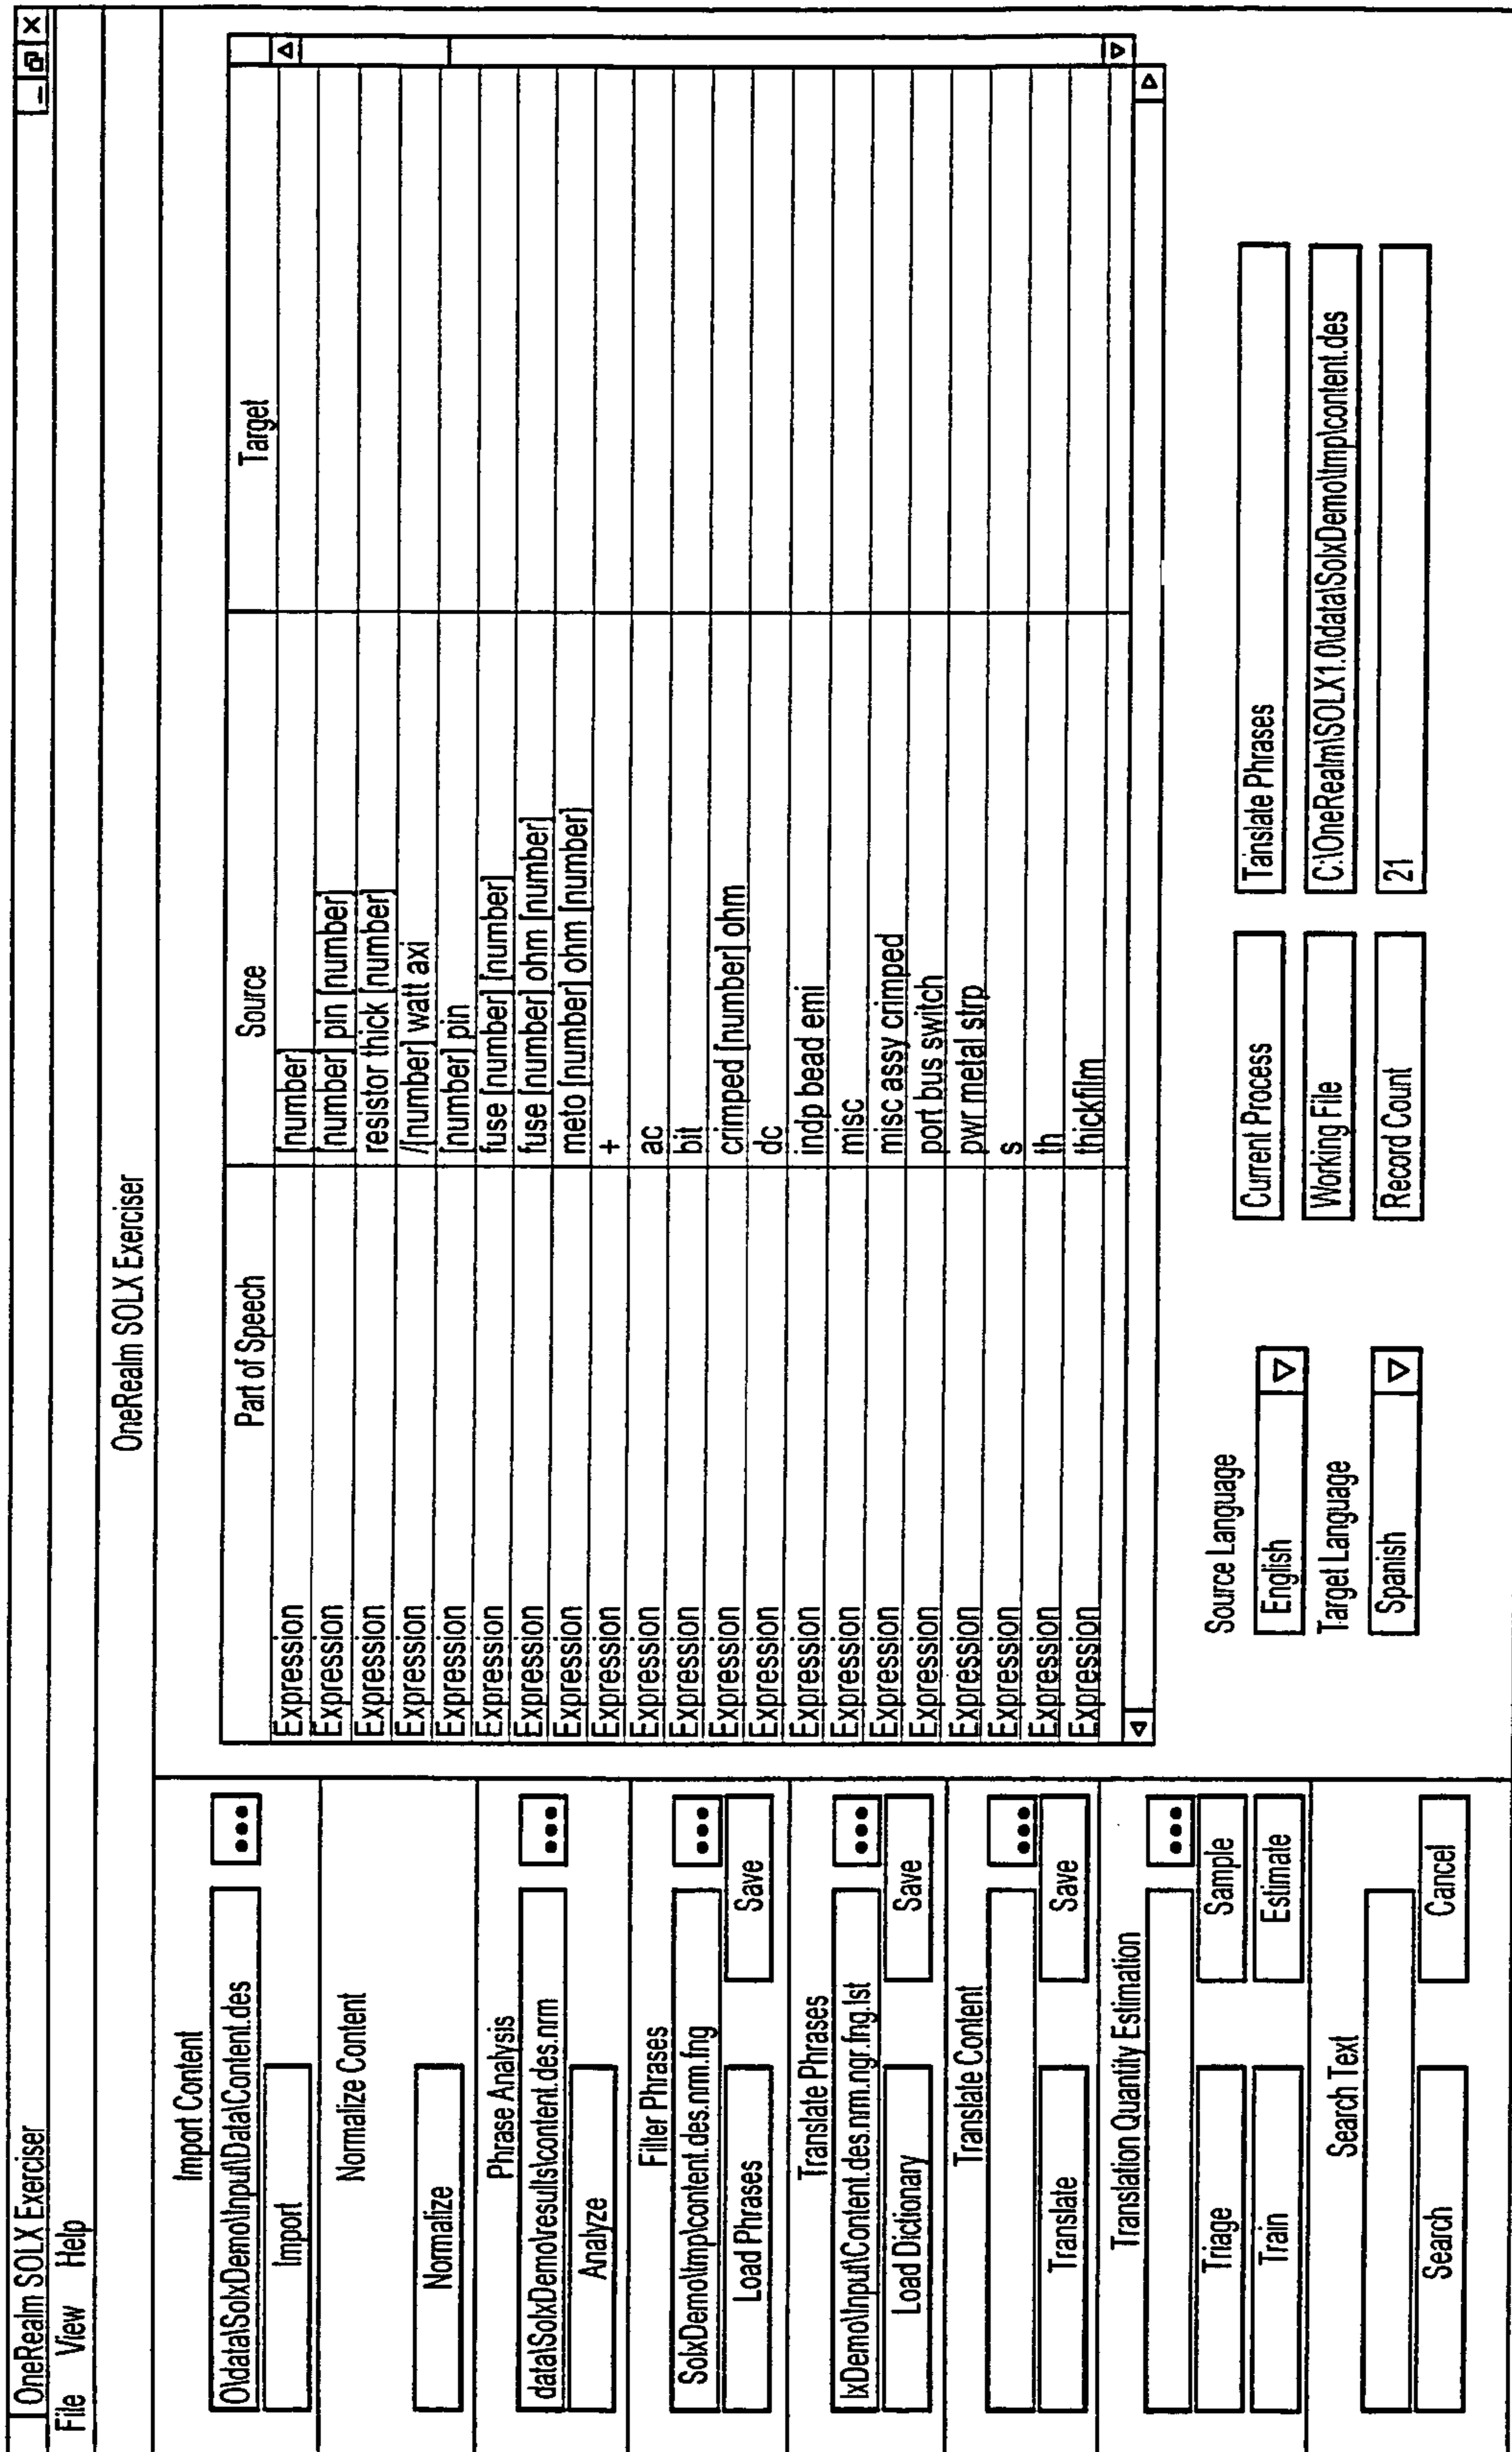 OneRealm SOLX Exerciser
File View Help
OneRealm SOLX Exerciser
Import Content
0\data\SolxDemo\Input\Data\Content.des
Import
Normalize Content
Normalize
Phrase Analysis
data\SolxDemo\results\content.des.nrm
Analyze
Filter Phrases
SolxDemo\tmp\content.des.nrm.fng
Load Phrases Save
Translate Phrases
lxDemo\Input\Content.des.nrm.ngr.fng.lst
Load Dictionary Save
Translate Content
Translate Save
Translation Quantity Estimation
Triage Sample
Train Estimate
Search Text
Search Cancel
Part of Speech Source Target
Expression [number]
Expression [number] pin [number]
Expression resistor thick [number]
Expression /[number] watt axi
Expression [number] pin
Expression fuse [number] [number]
Expression fuse [number] ohm [number]
Expression meto [number] ohm [number]
Expression +
Expression ac
Expression bit
Expression crimped [number] ohm
Expression dc
Expression indp bead emi
Expression misc
Expression misc assy crimped
Expression port bus switch
Expression pwr metal strp
Expression s
Expression th
Expression thickfilm
Source Language
English
Target Language
Spanish
Current Process Tanslate Phrases
Working File C:\OneRealm\SOLX1.0\data\SolxDemo\tmp\content.des
Record Count 21